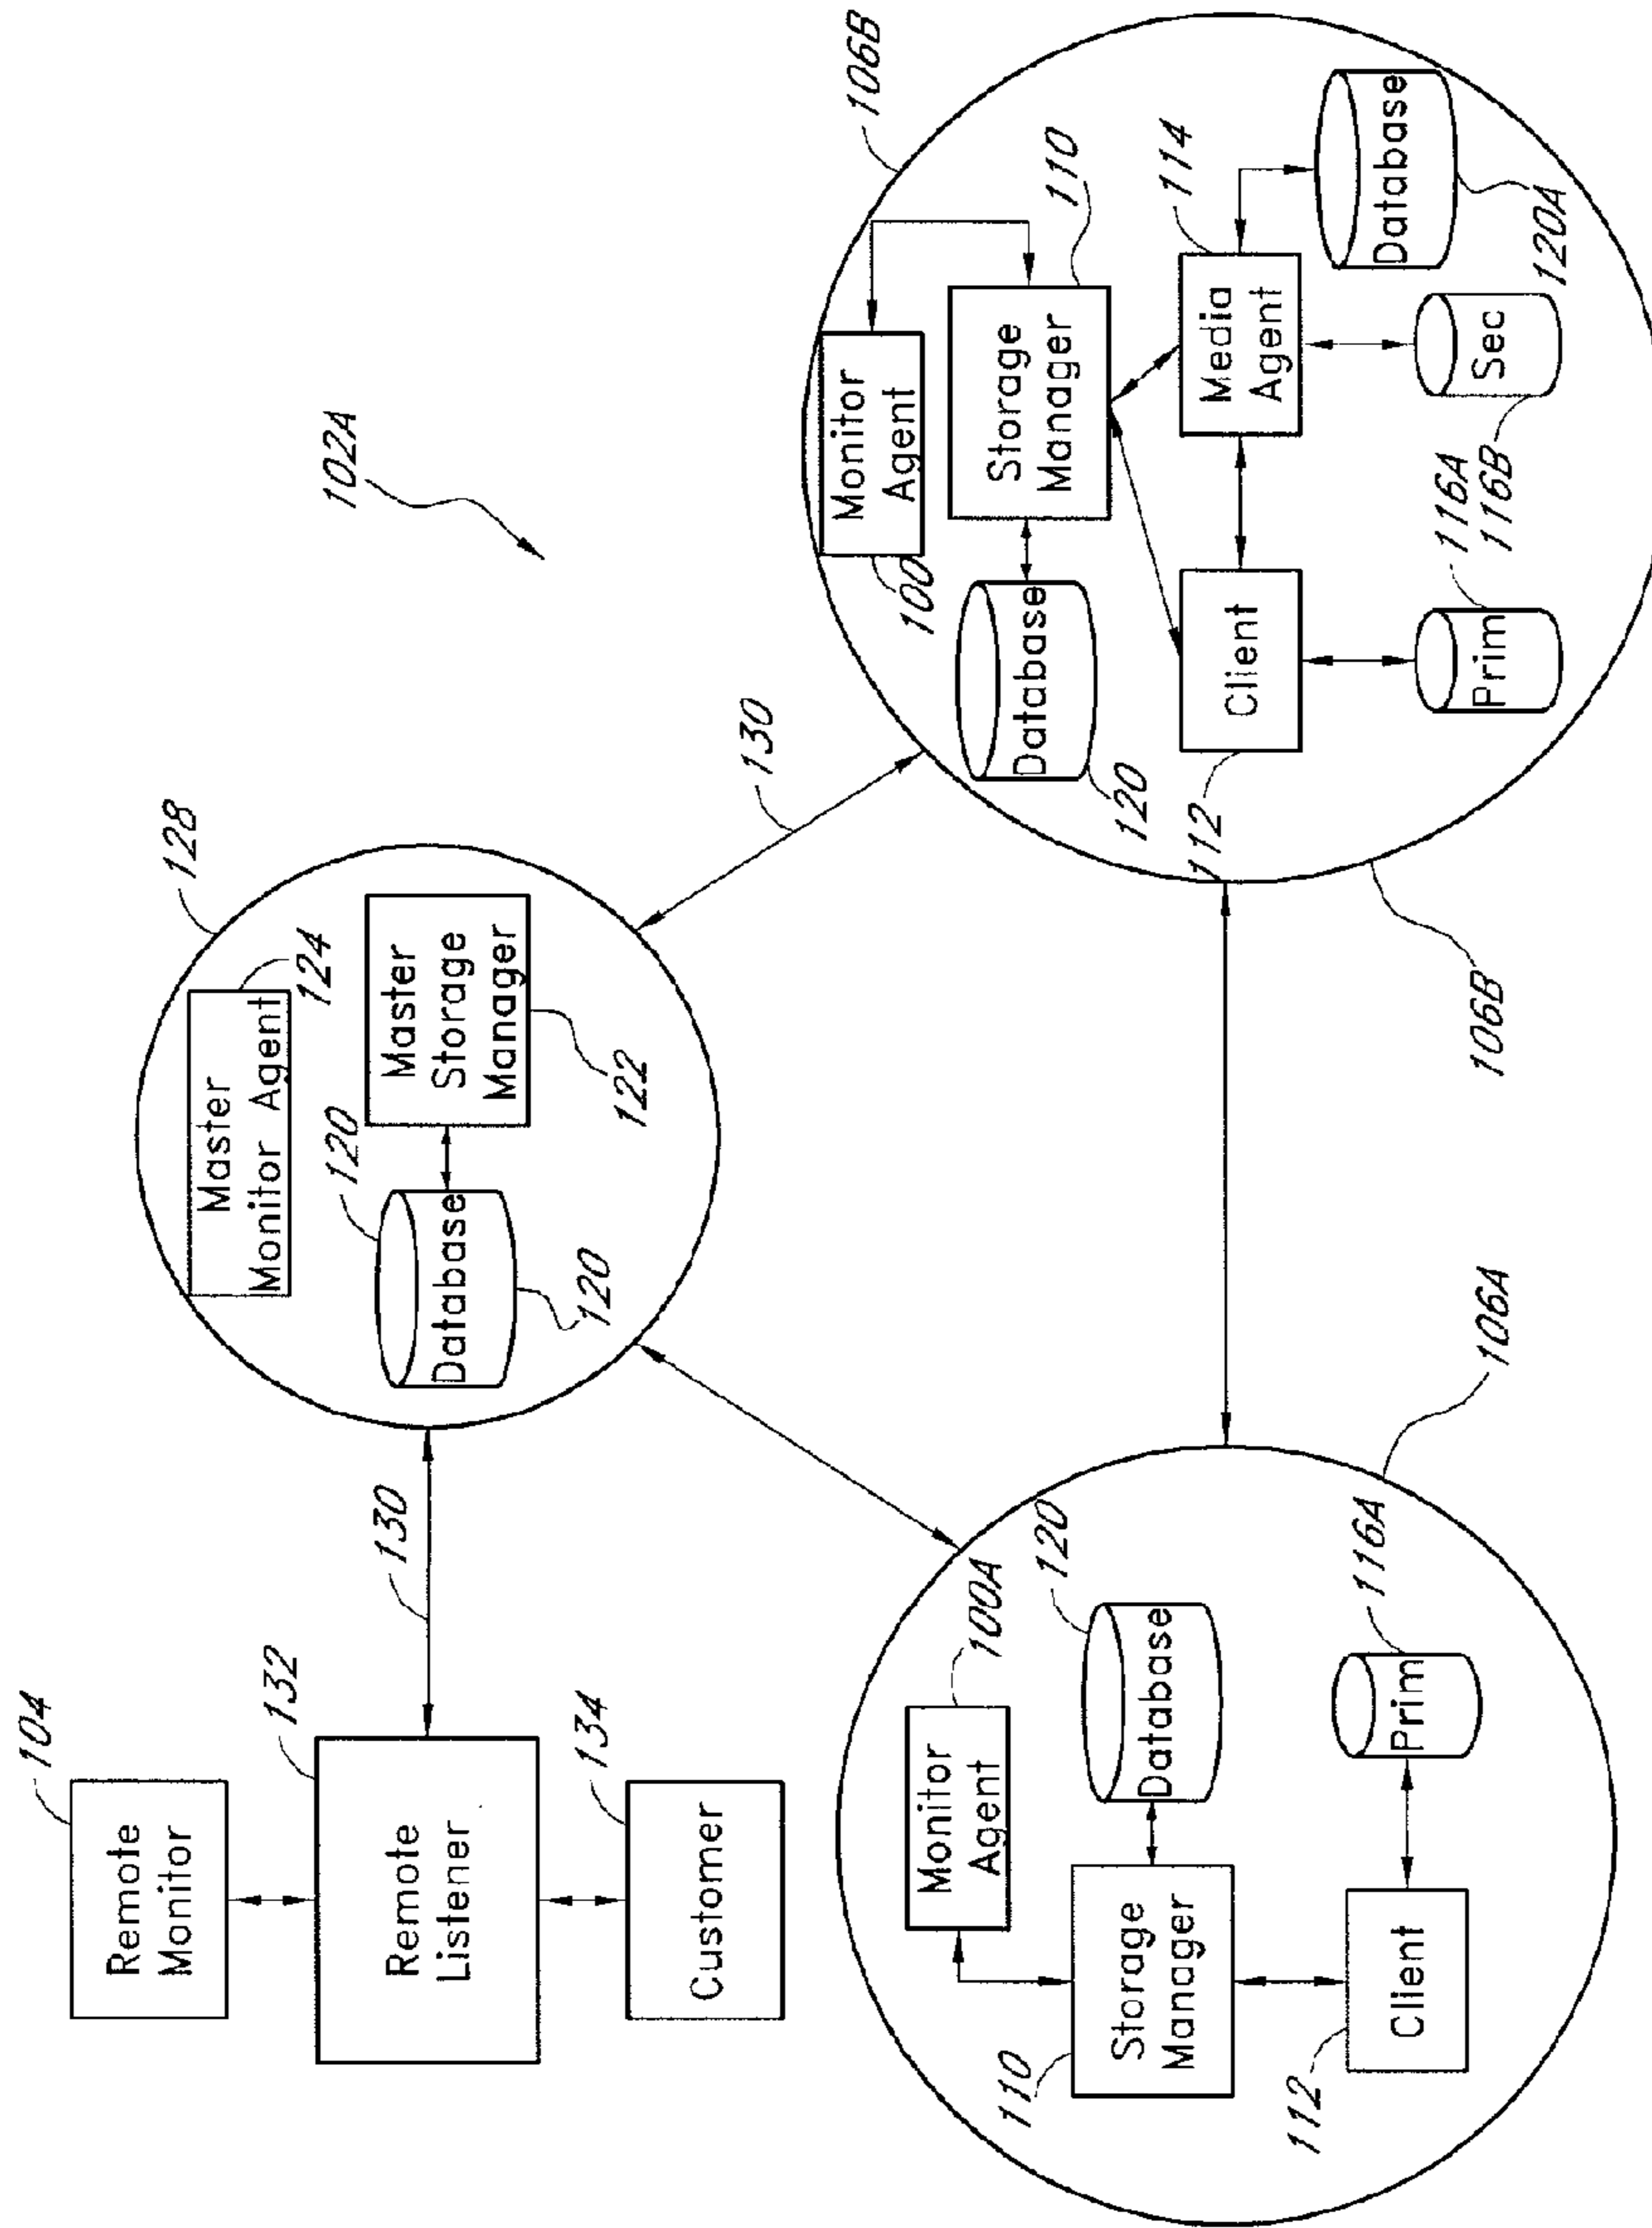 104
Remote
Monitor
132
Remote
Listener
134
Customer
130
128
Master
Monitor Agent
124
120
Database
120
Master
Storage
Manager
122
102A
130
106B
Monitor
Agent
100
Storage
Manager
110
Database
120
Media
Agent
114
Database
120A
Client
112
Prim
116A
Sec
116B
106B
106A
Monitor
Agent
100A
Database
120
Storage
Manager
110
Client
112
Prim
116A